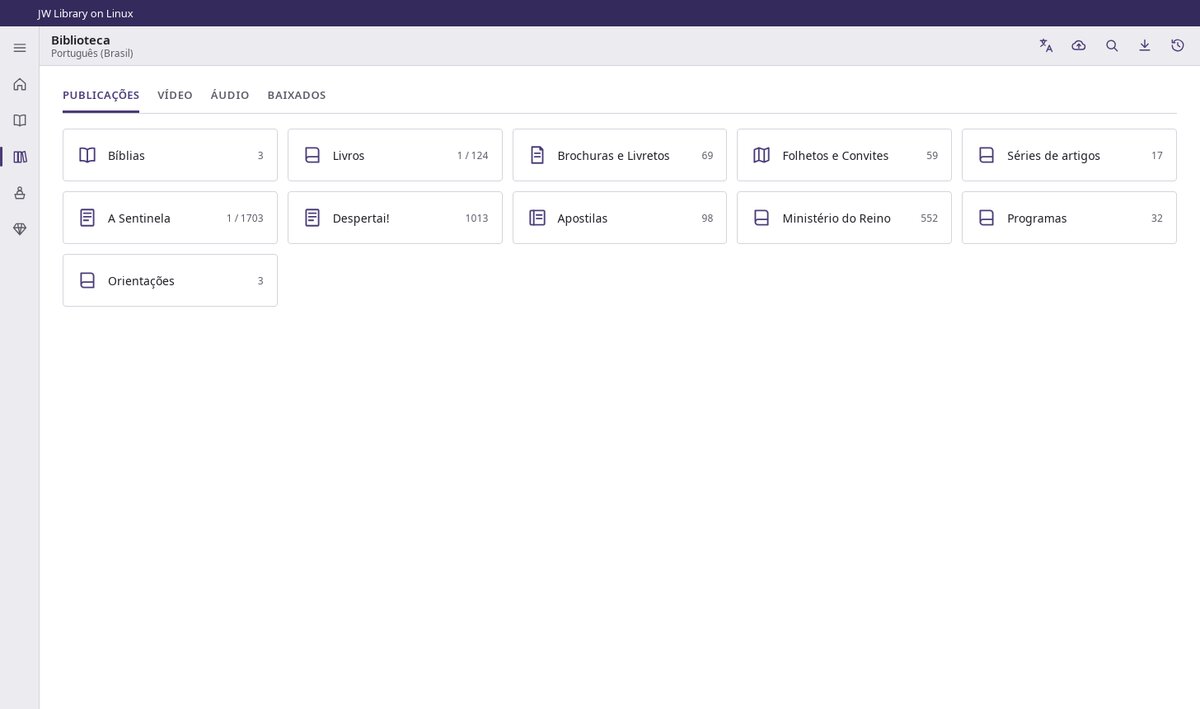 JW Library on Linux
Biblioteca
Português (Brasil)
PUBLICAÇÕES VÍDEO ÁUDIO BAIXADOS
Bíblias 3 Livros 1 / 124 Brochuras e Livretos 69 Folhetos e Convites 59 Séries de artigos 17
A Sentinela 1 / 1703 Despertai! 1013 Apostilas 98 Ministério do Reino 552 Programas 32
Orientações 3